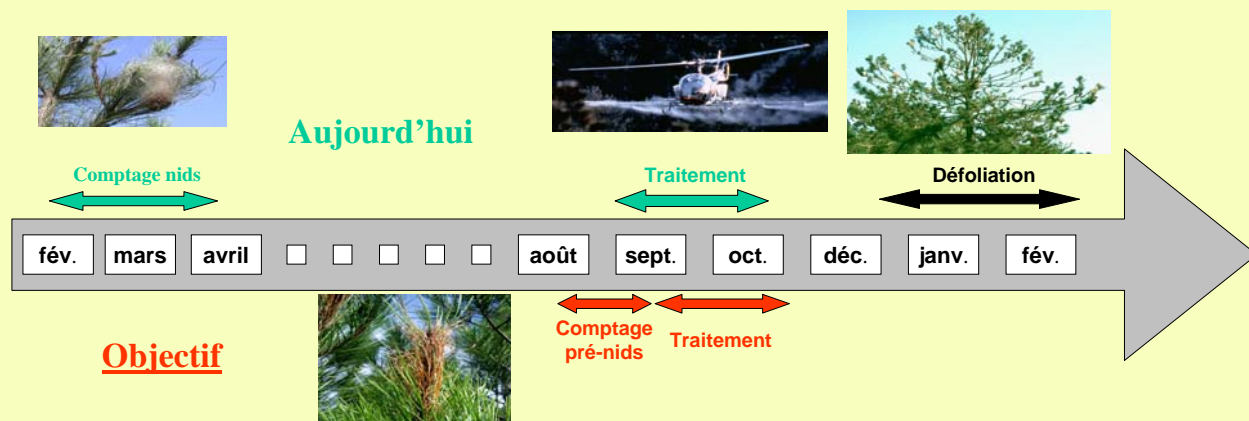 Aujourd'hui
Comptage nids
Traitement
Défoliation
fév. mars avril août sept. oct. déc. janv. fév.
Comptage
pré-nids
Traitement
Objectif